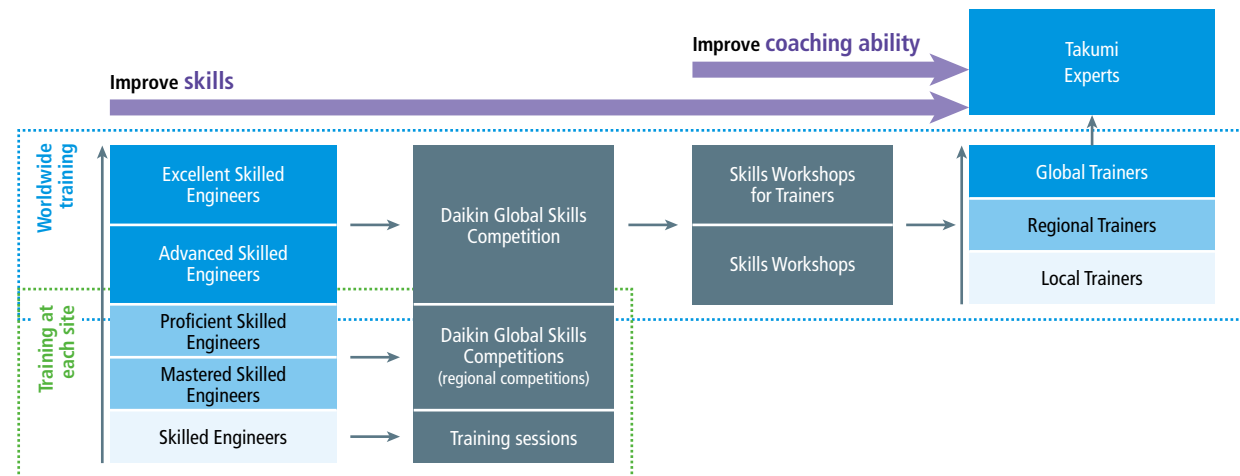 Improve skills
Improve coaching ability
Takumi
Experts
Worldwide
training
Training at
each site
Excellent Skilled
Engineers
Advanced Skilled
Engineers
Proficient Skilled
Engineers
Mastered Skilled
Engineers
Skilled Engineers
Daikin Global Skills
Competition
Daikin Global Skills
Competitions
(regional competitions)
Training sessions
Skills Workshops
for Trainers
Skills Workshops
Global Trainers
Regional Trainers
Local Trainers